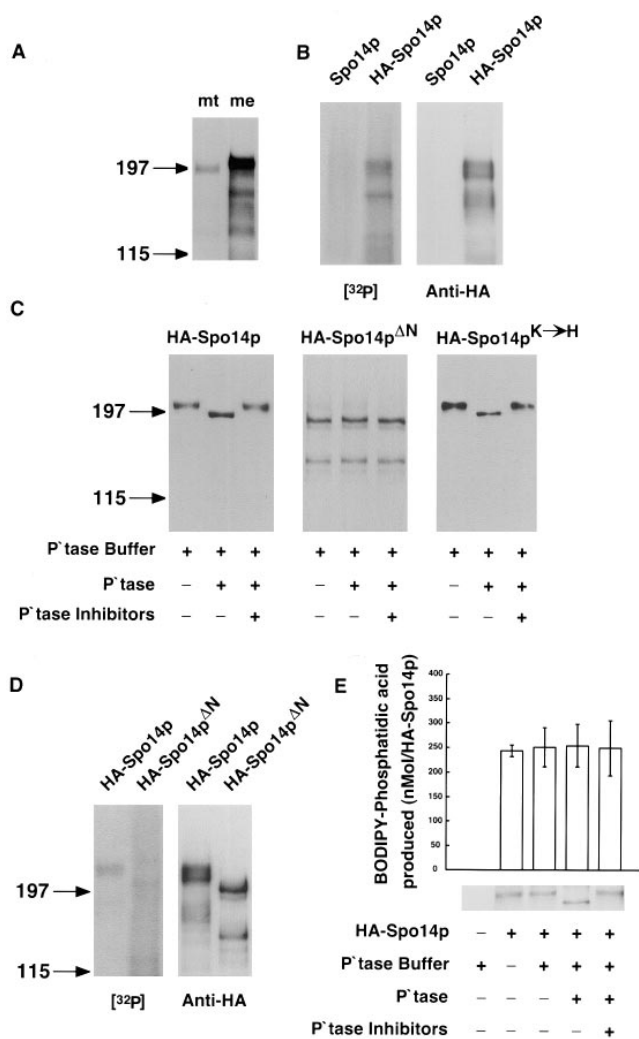 A
mt me
197
115
B
Spo14p HA-Spo14p Spo14p HA-Spo14p
[32P] Anti-HA
C
HA-Spo14p HA-Spo14pΔN HA-Spo14pK→H
197
115
P`tase Buffer + + + + + + + + +
P`tase − + + − + + − + +
P`tase Inhibitors − − + − − + − − +
D
HA-Spo14p HA-Spo14pΔN HA-Spo14p HA-Spo14pΔN
197
115
[32P] Anti-HA
E
BODIPY-Phosphatidic acid
produced (nMol/HA-Spo14p)
400
350
300
250
200
150
100
50
0
HA-Spo14p − + + + +
P`tase Buffer + − + + +
P`tase − − − + +
P`tase Inhibitors − − − − +